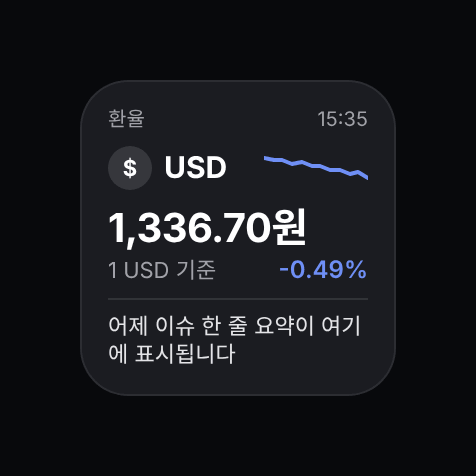 환율 15:35
$ USD
1,336.70원
1 USD 기준 -0.49%
어제 이슈 한 줄 요약이 여기
에 표시됩니다